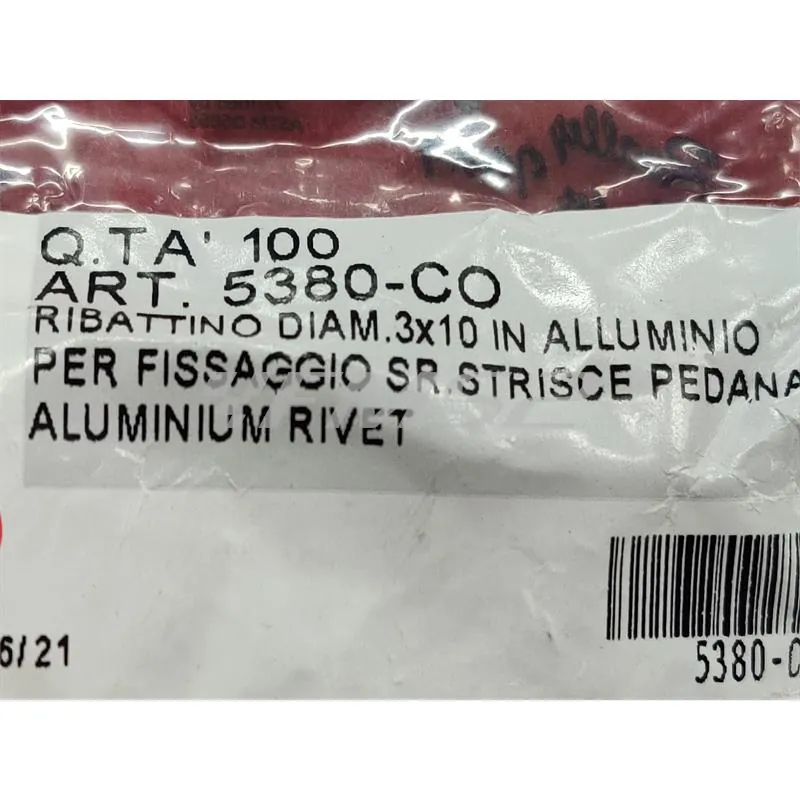 Q.TA' 100
ART. 5380-CO
RIBATTINO DIAM.3x10 IN ALLUMINIO
PER FISSAGGIO SR.STRISCE PEDANA
ALUMINIUM RIVET
6/21
5380-C